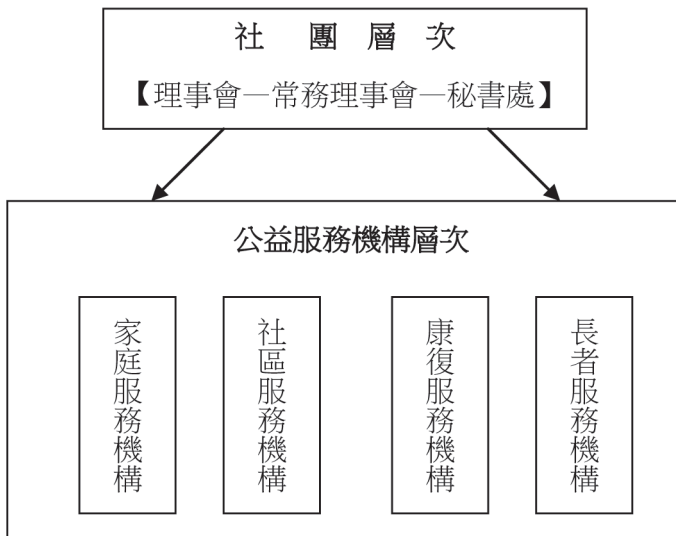 社 團 層 次
【理事會—常務理事會—秘書處】
公益服務機構層次
家庭服務機構
社區服務機構
康復服務機構
長者服務機構